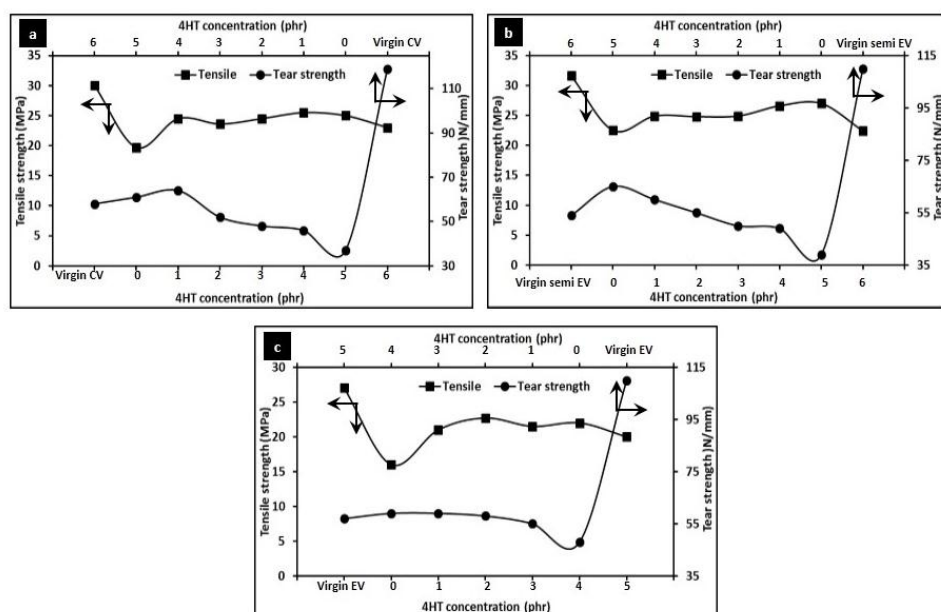 a
4HT concentration (phr)
6 5 4 3 2 1 0 Virgin CV
Tensile Tear strength
Tensile strength (MPa)
35
30
25
20
15
10
5
0
Tear strength )N/mm)
110
90
70
50
30
Virgin CV 0 1 2 3 4 5 6
4HT concentration (phr)
b
4HT concentration (phr)
6 5 4 3 2 1 0 Virgin semi EV
Tensile Tear strength
Tensile strength (MPa)
35
30
25
20
15
10
5
0
Tear strength )N/mm)
115
95
75
55
35
Virgin semi EV 0 1 2 3 4 5 6
4HT concentration (phr)
c
4HT concentration (phr)
5 4 3 2 1 0 Virgin EV
Tensile Tear strength
Tensile strength (MPa)
30
25
20
15
10
5
0
Tear strength )N/mm)
115
95
75
55
35
Virgin EV 0 1 2 3 4 5
4HT concentration (phr)